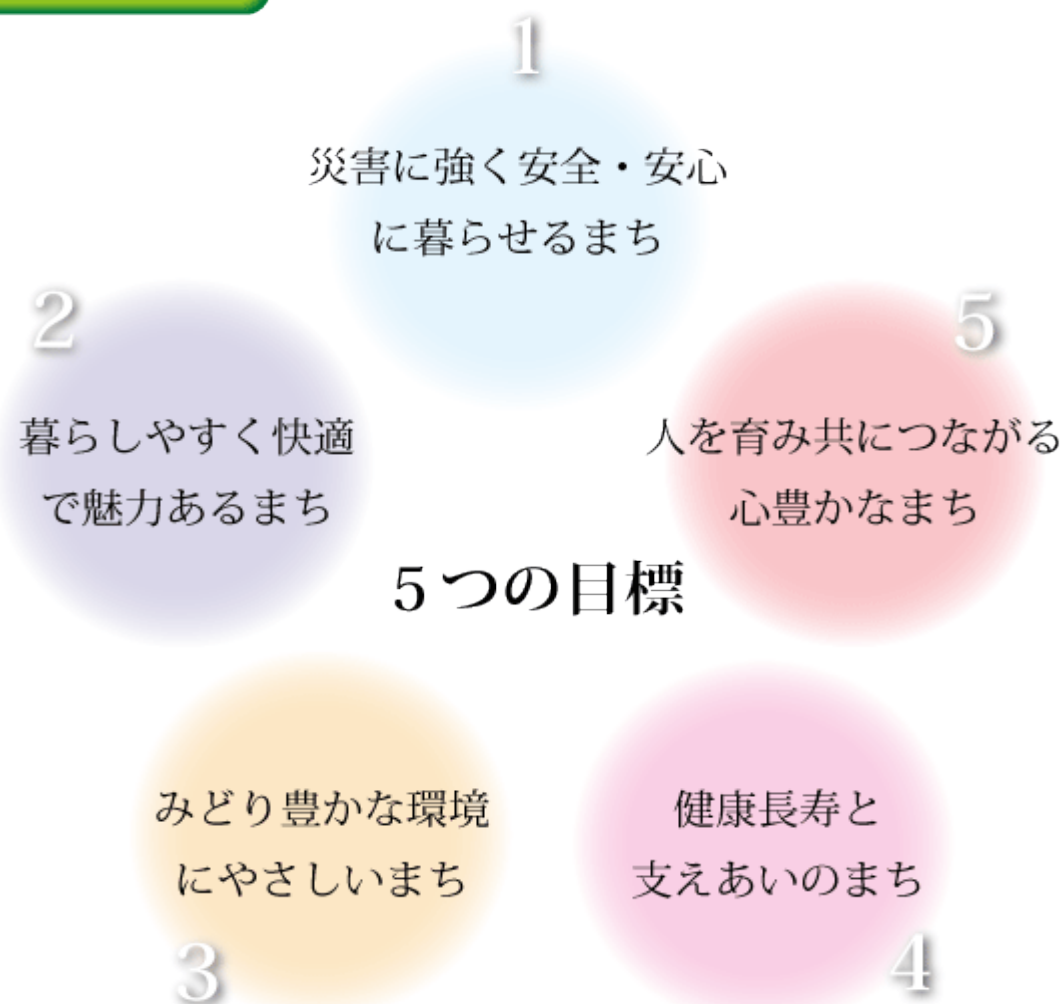 1
災害に強く安全・安心
に暮らせるまち
2
暮らしやすく快適
で魅力あるまち
5
人を育み共につながる
心豊かなまち
５つの目標
みどり豊かな環境
にやさしいまち
3
健康長寿と
支えあいのまち
4